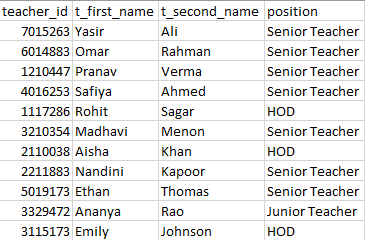 teacher_id t_first_name t_second_name position
7015263 Yasir Ali Senior Teacher
6014883 Omar Rahman Senior Teacher
1210447 Pranav Verma Senior Teacher
4016253 Safiya Ahmed Senior Teacher
1117286 Rohit Sagar HOD
3210354 Madhavi Menon Senior Teacher
2110038 Aisha Khan HOD
2211883 Nandini Kapoor Senior Teacher
5019173 Ethan Thomas Senior Teacher
3329472 Ananya Rao Junior Teacher
3115173 Emily Johnson HOD